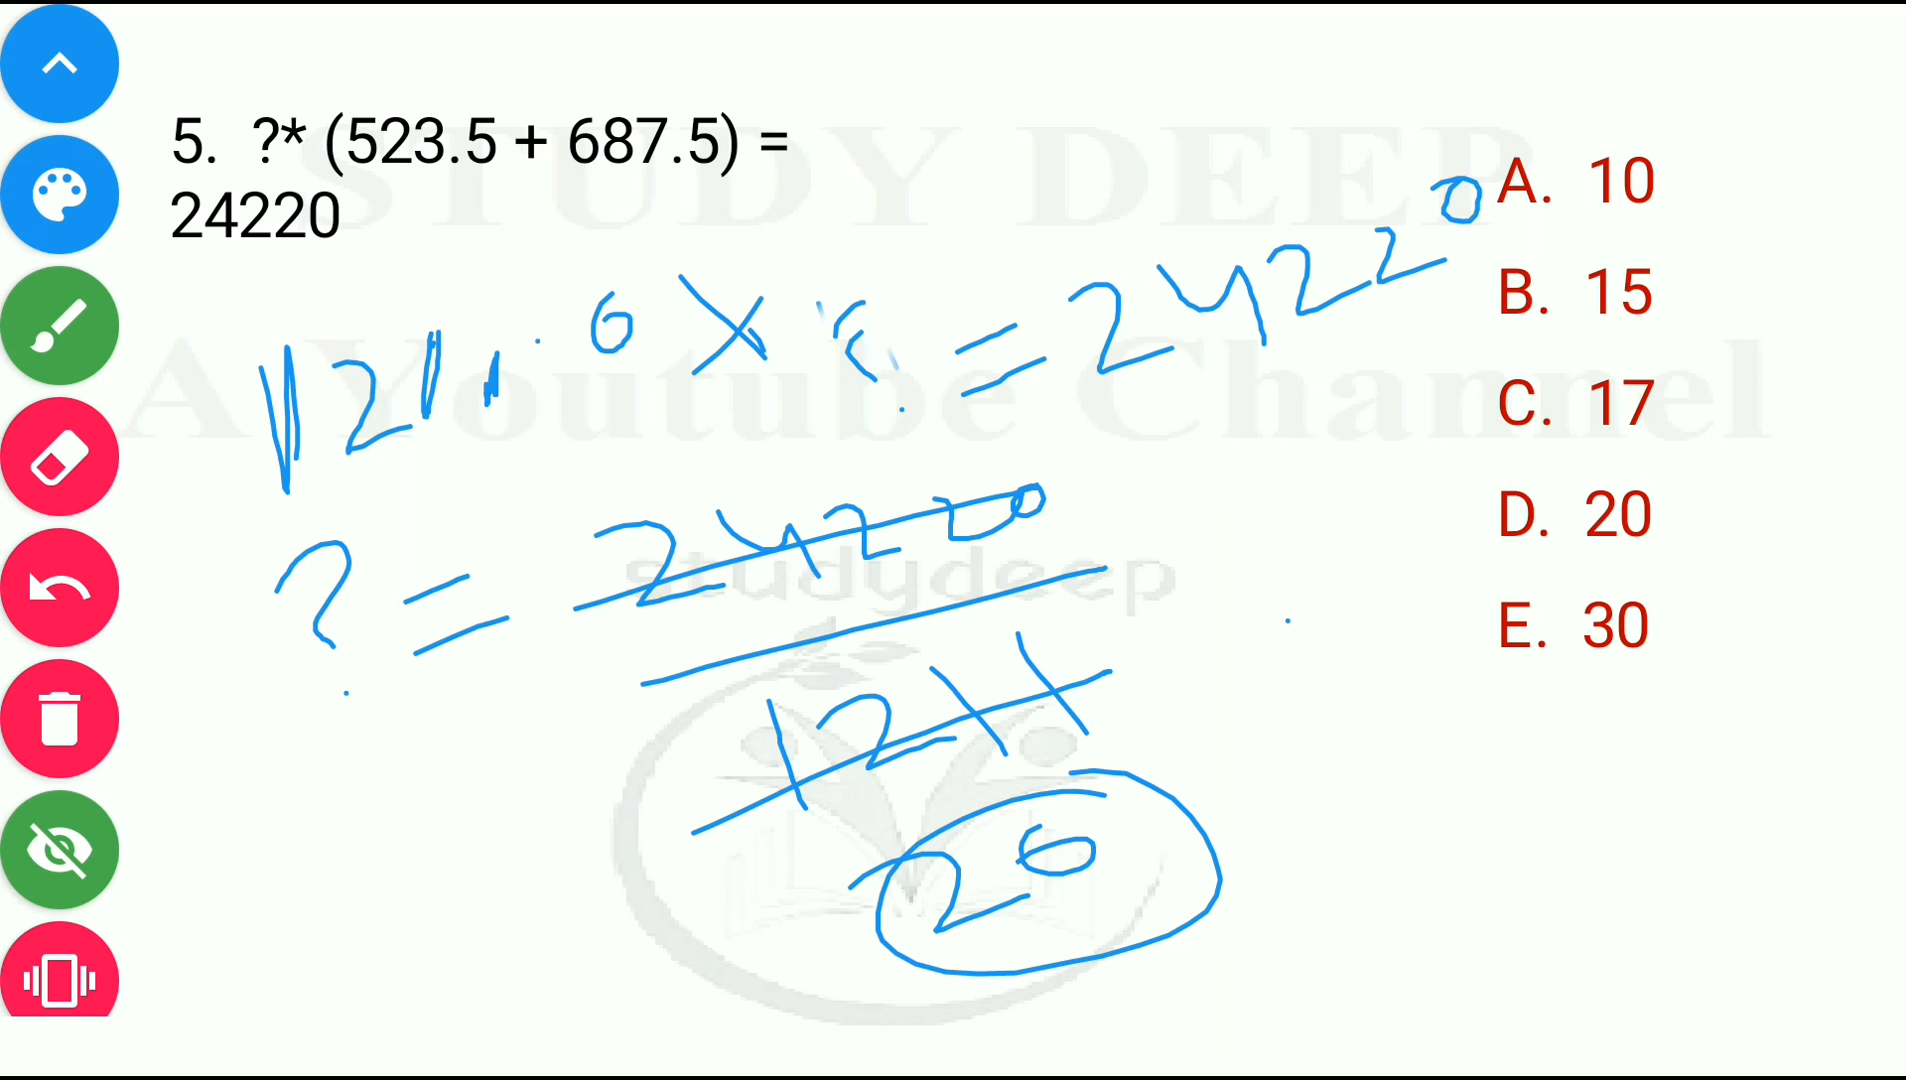 5. ?* (523.5 + 687.5) =
24220
A. 10
B. 15
C. 17
D. 20
E. 30
STUDY DEEP
A Youtube Channel
studydeep
1211.0 × ? = 24220
? = 24220
1211
20